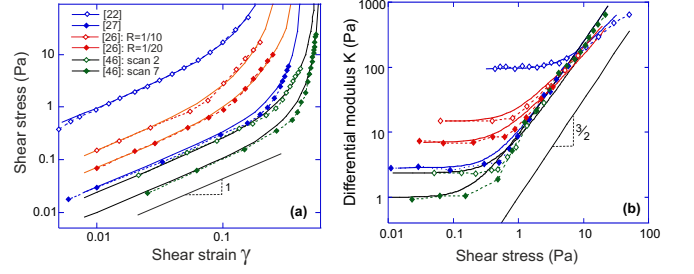 [22]
[27]
[26]: R=1/10
[26]: R=1/20
[46]: scan 2
[46]: scan 7
Shear stress (Pa)
10
1
0.1
0.01
1
(a)
0.01
0.1
Shear strain γ
Differential modulus K (Pa)
100
10
1
3/2
(b)
0.01
0.1
1
10
100
Shear stress (Pa)